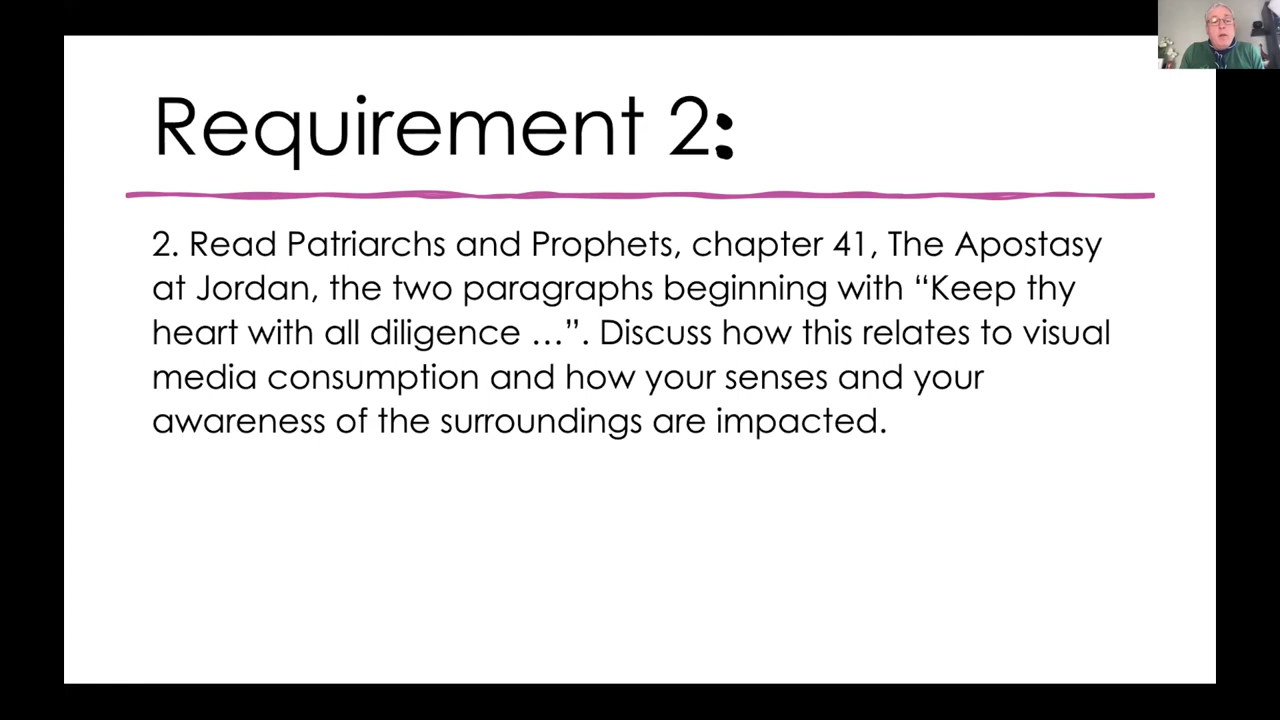 Requirement 2:
2. Read Patriarchs and Prophets, chapter 41, The Apostasy
at Jordan, the two paragraphs beginning with “Keep thy
heart with all diligence …”. Discuss how this relates to visual
media consumption and how your senses and your
awareness of the surroundings are impacted.